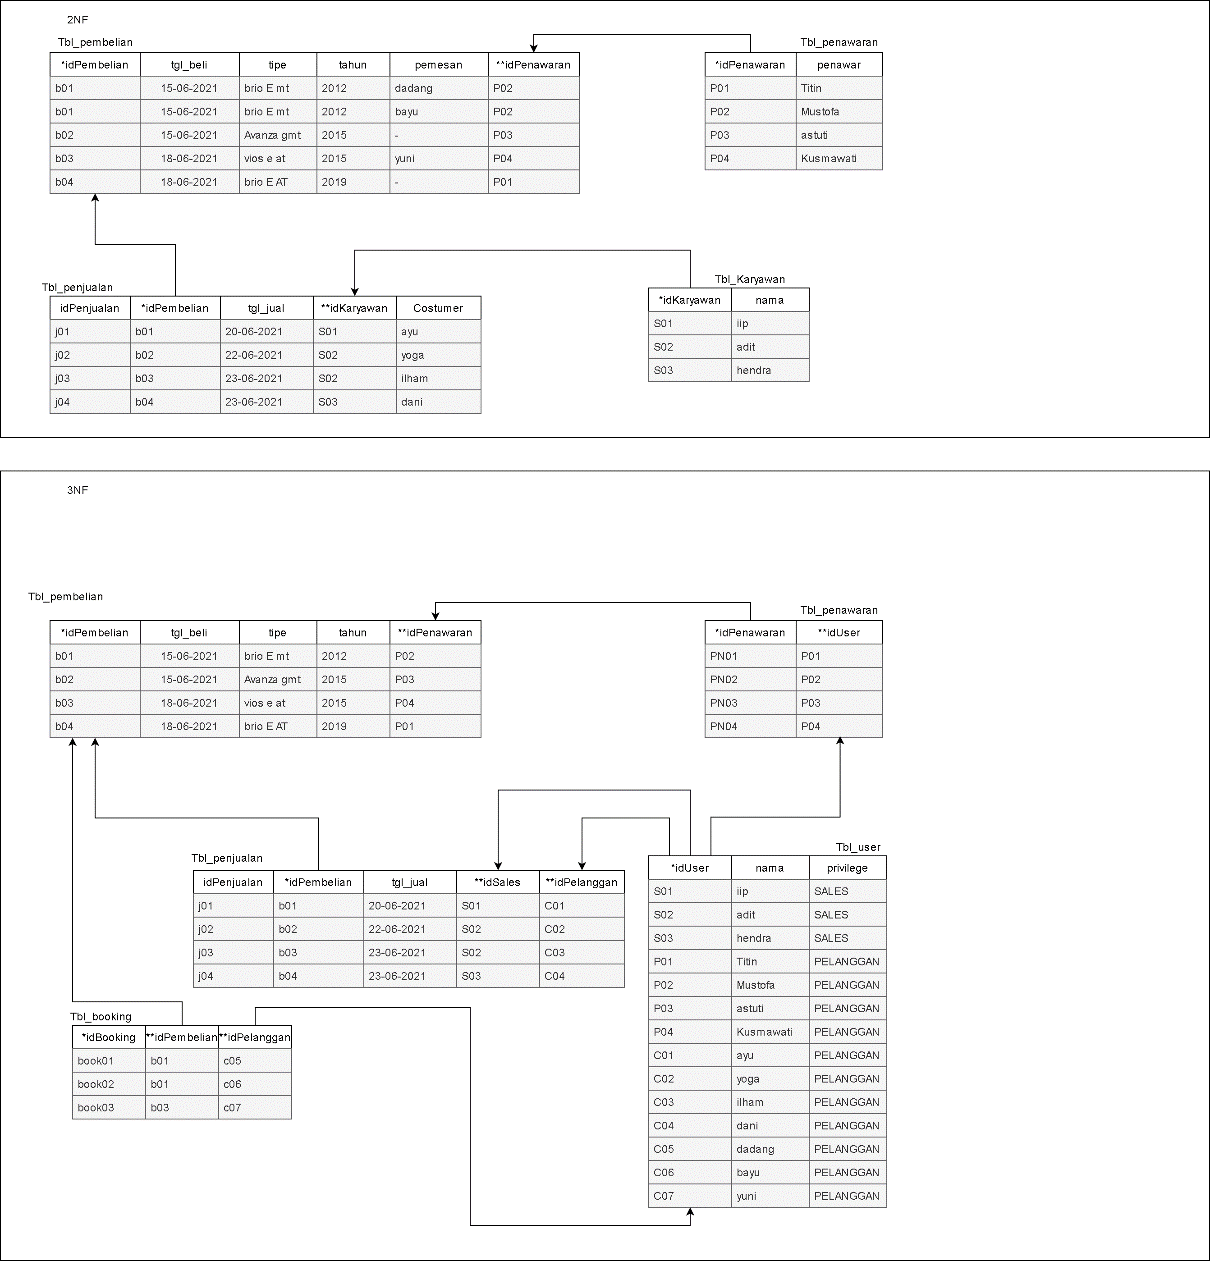 2NF
Tbl_pembelian
*idPembelian tgl_beli tipe tahun pemesan **idPenawaran
b01 15-06-2021 brio E mt 2012 dadang P02
b01 15-06-2021 brio E mt 2012 bayu P02
b02 15-06-2021 Avanza gmt 2015 - P03
b03 18-06-2021 vios e at 2015 yuni P04
b04 18-06-2021 brio E AT 2019 - P01
Tbl_penawaran
*idPenawaran penawar
P01 Titin
P02 Mustofa
P03 astuti
P04 Kusmawati
Tbl_penjualan
idPenjualan *idPembelian tgl_jual **idKaryawan Costumer
j01 b01 20-06-2021 S01 ayu
j02 b02 22-06-2021 S02 yoga
j03 b03 23-06-2021 S02 ilham
j04 b04 23-06-2021 S03 dani
Tbl_Karyawan
*idKaryawan nama
S01 iip
S02 adit
S03 hendra
3NF
Tbl_pembelian
*idPembelian tgl_beli tipe tahun **idPenawaran
b01 15-06-2021 brio E mt 2012 P02
b02 15-06-2021 Avanza gmt 2015 P03
b03 18-06-2021 vios e at 2015 P04
b04 18-06-2021 brio E AT 2019 P01
Tbl_penawaran
*idPenawaran **idUser
PN01 P01
PN02 P02
PN03 P03
PN04 P04
Tbl_penjualan
idPenjualan *idPembelian tgl_jual **idSales **idPelanggan
j01 b01 20-06-2021 S01 C01
j02 b02 22-06-2021 S02 C02
j03 b03 23-06-2021 S02 C03
j04 b04 23-06-2021 S03 C04
Tbl_user
*idUser nama privilege
S01 iip SALES
S02 adit SALES
S03 hendra SALES
P01 Titin PELANGGAN
P02 Mustofa PELANGGAN
P03 astuti PELANGGAN
P04 Kusmawati PELANGGAN
C01 ayu PELANGGAN
C02 yoga PELANGGAN
C03 ilham PELANGGAN
C04 dani PELANGGAN
C05 dadang PELANGGAN
C06 bayu PELANGGAN
C07 yuni PELANGGAN
Tbl_booking
*idBooking **idPembelian **idPelanggan
book01 b01 c05
book02 b01 c06
book03 b03 c07